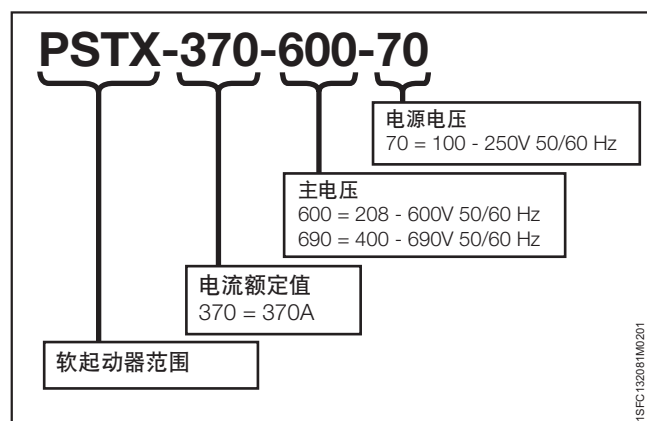 PSTX-370-600-70
电源电压
70 = 100 - 250V 50/60 Hz
主电压
600 = 208 - 600V 50/60 Hz
690 = 400 - 690V 50/60 Hz
电流额定值
370 = 370A
软起动器范围
1SFC132081M0201